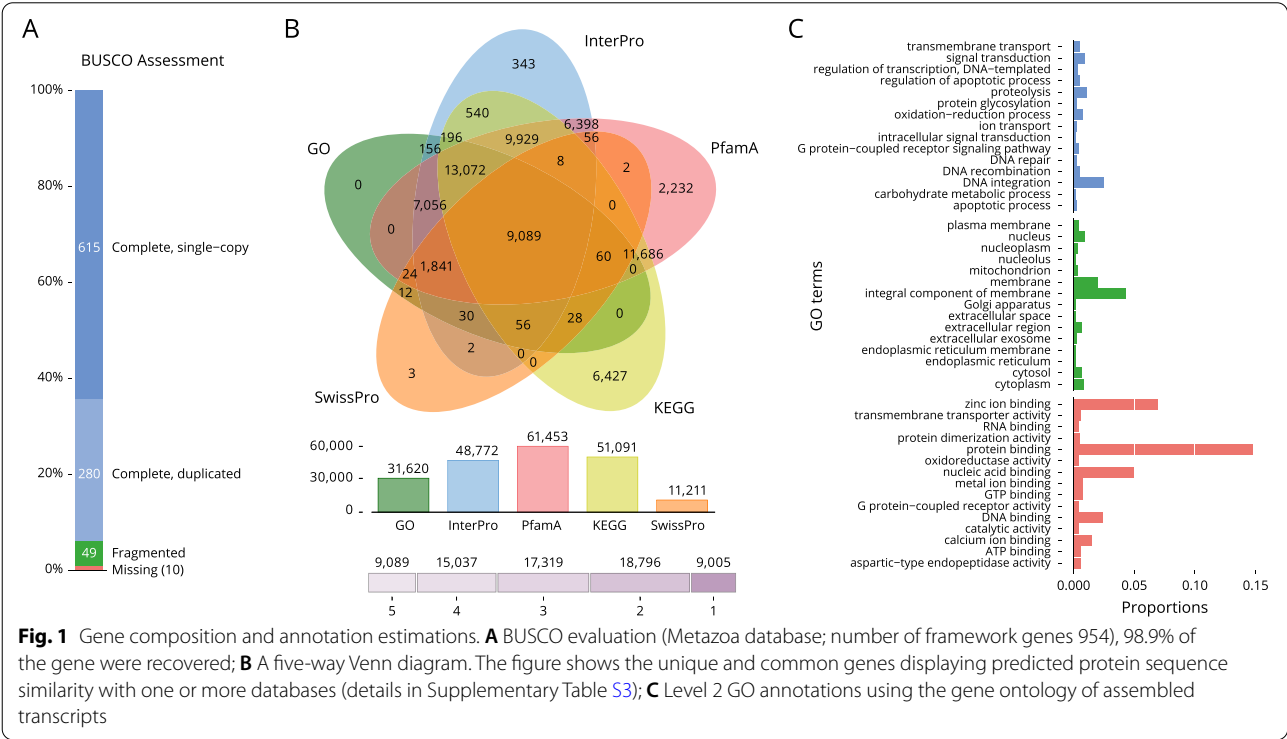 A
BUSCO Assessment
100%
80%
60%
40%
20%
0%
615
Complete, single−copy
280
Complete, duplicated
49
Fragmented
Missing (10)
B
InterPro
GO
PfamA
SwissPro
KEGG
343
540
6,398
196
9,929
56
156
8
2
0
13,072
2,232
7,056
0
0
9,089
60
11,686
0
24
1,841
12
30
56
28
0
2
0
0
3
6,427
60,000
30,000
0
31,620
48,772
61,453
51,091
11,211
GO
InterPro
PfamA
KEGG
SwissPro
9,089
15,037
17,319
18,796
9,005
5
4
3
2
1
C
GO terms
transmembrane transport
signal transduction
regulation of transcription, DNA−templated
regulation of apoptotic process
proteolysis
protein glycosylation
oxidation−reduction process
ion transport
intracellular signal transduction
G protein−coupled receptor signaling pathway
DNA repair
DNA recombination
DNA integration
carbohydrate metabolic process
apoptotic process
plasma membrane
nucleus
nucleoplasm
nucleolus
mitochondrion
membrane
integral component of membrane
Golgi apparatus
extracellular space
extracellular region
extracellular exosome
endoplasmic reticulum membrane
endoplasmic reticulum
cytosol
cytoplasm
zinc ion binding
transmembrane transporter activity
RNA binding
protein dimerization activity
protein binding
oxidoreductase activity
nucleic acid binding
metal ion binding
GTP binding
G protein−coupled receptor activity
DNA binding
catalytic activity
calcium ion binding
ATP binding
aspartic−type endopeptidase activity
0.000
0.05
0.10
0.15
Proportions
Fig. 1 Gene composition and annotation estimations. A BUSCO evaluation (Metazoa database; number of framework genes 954), 98.9% of
the gene were recovered; B A five-way Venn diagram. The figure shows the unique and common genes displaying predicted protein sequence
similarity with one or more databases (details in Supplementary Table S3); C Level 2 GO annotations using the gene ontology of assembled
transcripts